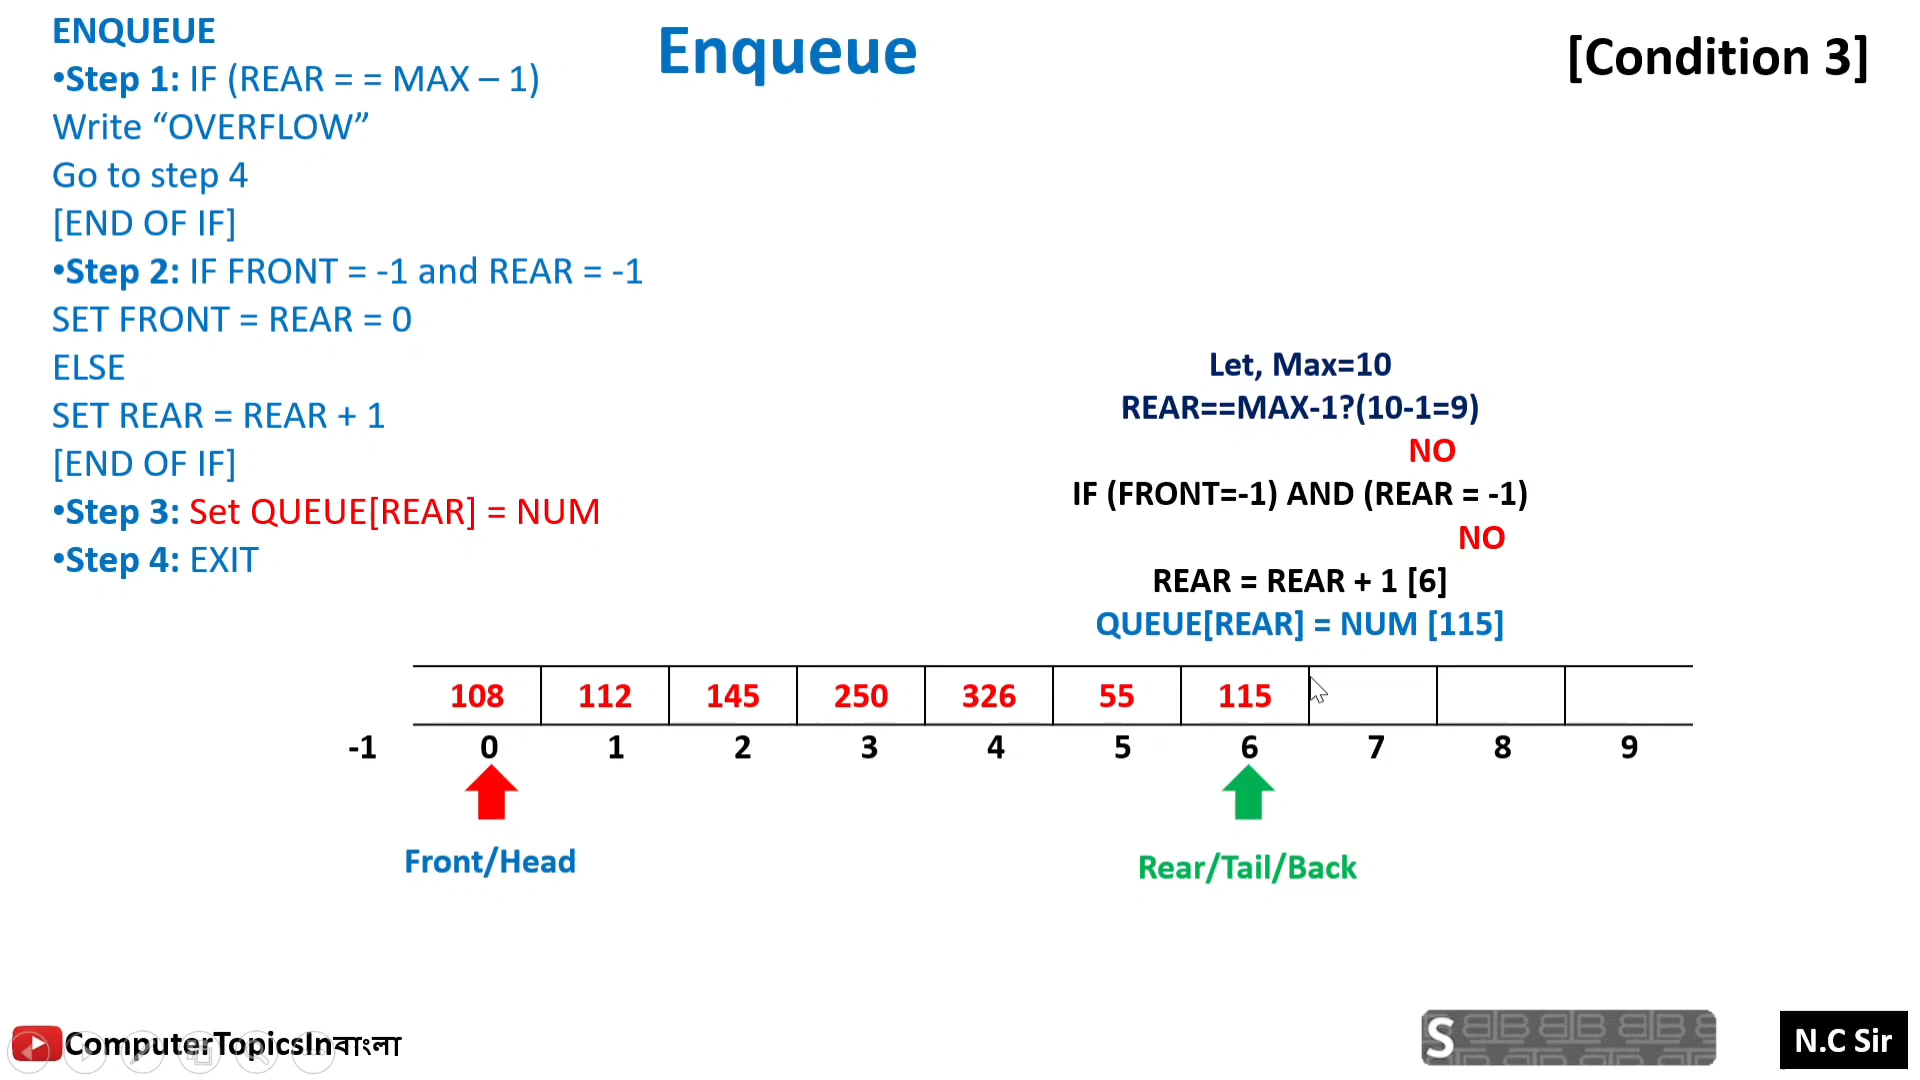 ENQUEUE
•Step 1: IF (REAR = = MAX – 1)
Write “OVERFLOW”
Go to step 4
[END OF IF]
•Step 2: IF FRONT = -1 and REAR = -1
SET FRONT = REAR = 0
ELSE
SET REAR = REAR + 1
[END OF IF]
•Step 3: Set QUEUE[REAR] = NUM
•Step 4: EXIT
Enqueue
[Condition 3]
Let, Max=10
REAR==MAX-1?(10-1=9)
NO
IF (FRONT=-1) AND (REAR = -1)
NO
REAR = REAR + 1 [6]
QUEUE[REAR] = NUM [115]
108 112 145 250 326 55 115
-1 0 1 2 3 4 5 6 7 8 9
Front/Head
Rear/Tail/Back
ComputerTopicsInবাংলা
S
N.C Sir